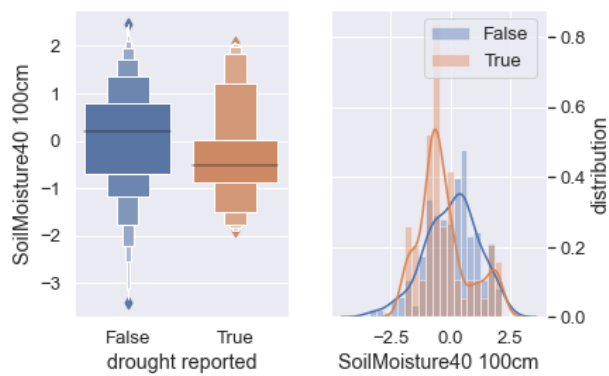 SoilMoisture40 100cm
2
1
0
−1
−2
−3
False True
drought reported
False
True
0.8
0.6
0.4
0.2
0.0
distribution
−2.5 0.0 2.5
SoilMoisture40 100cm